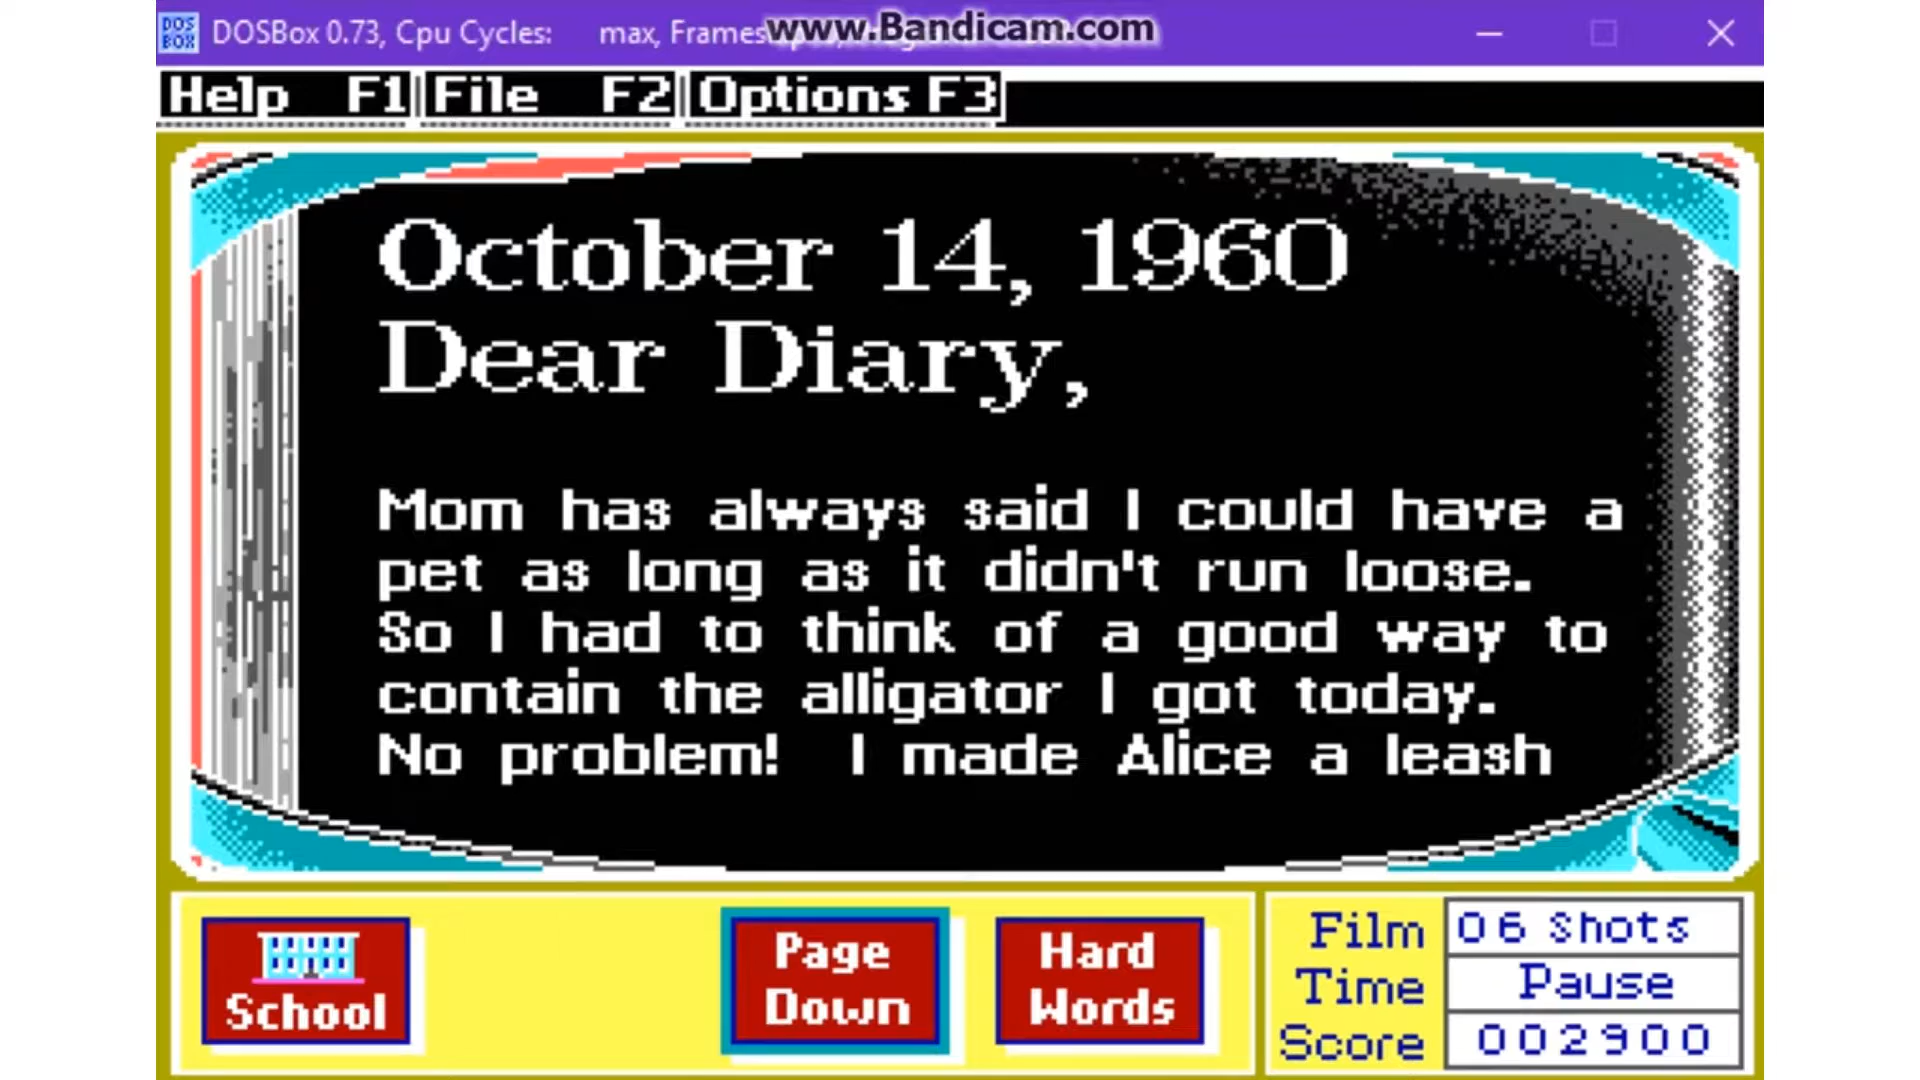 DOS
BOX
DOSBox 0.73, Cpu Cycles: max, Frames
www.Bandicam.com
Help F1 File F2 Options F3
October 14, 1960
Dear Diary,
Mom has always said I could have a
pet as long as it didn't run loose.
So I had to think of a good way to
contain the alligator I got today.
No problem! I made Alice a leash
School
Page
Down
Hard
Words
Film 06 Shots
Time Pause
Score 002900